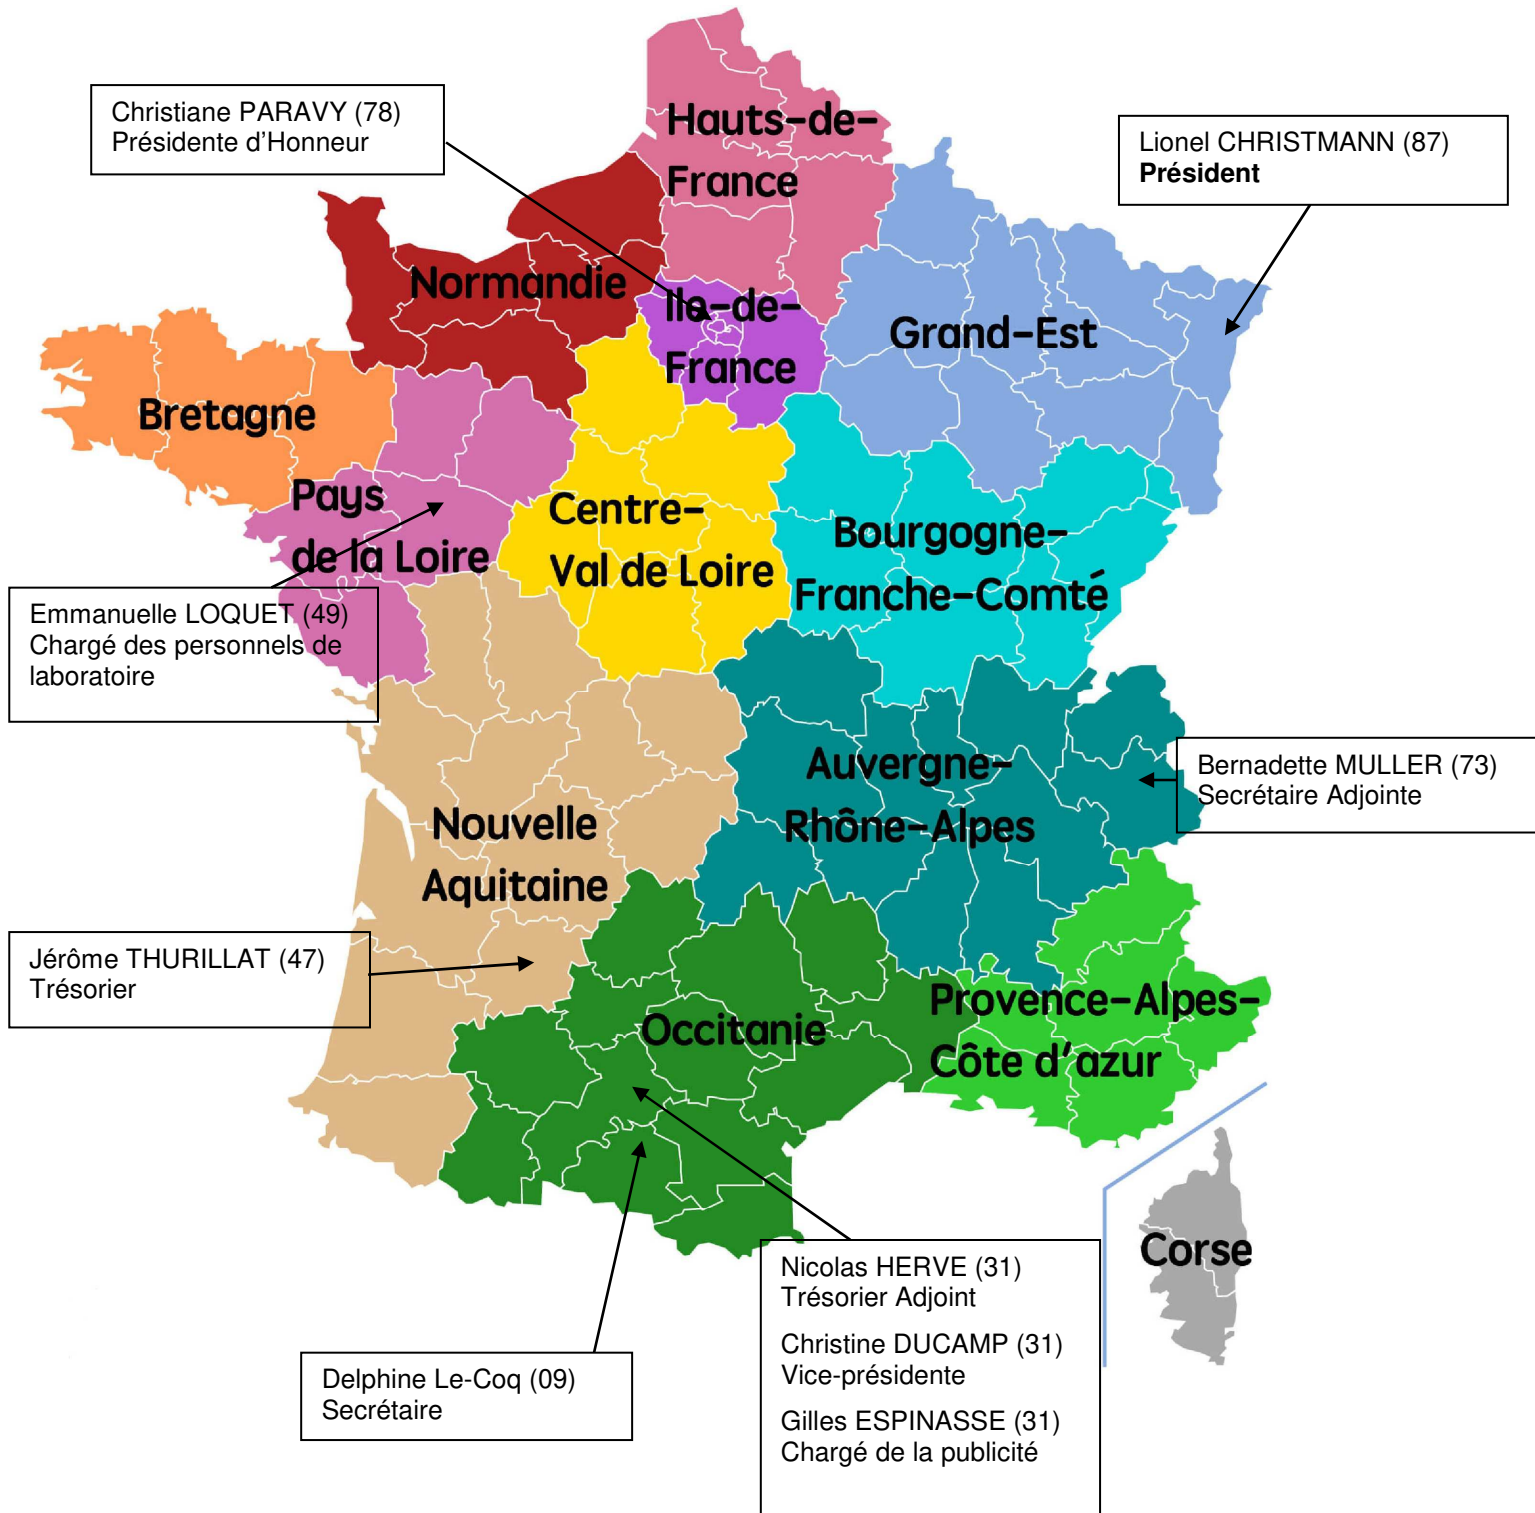 Christiane PARAVY (78)
Présidente d'Honneur
Hauts-de-
France
Lionel CHRISTMANN (87)
Président
Normandie
Ile-de-
France
Grand-Est
Bretagne
Pays
de la Loire
Centre-
Val de Loire
Bourgogne-
Franche-Comté
Emmanuelle LOQUET (49)
Chargé des personnels de
laboratoire
Auvergne-
Rhône-Alpes
Bernadette MULLER (73)
Secrétaire Adjointe
Nouvelle
Aquitaine
Jérôme THURILLAT (47)
Trésorier
Occitanie
Provence-Alpes-
Côte d'azur
Corse
Nicolas HERVE (31)
Trésorier Adjoint
Christine DUCAMP (31)
Vice-présidente
Gilles ESPINASSE (31)
Chargé de la publicité
Delphine Le-Coq (09)
Secrétaire